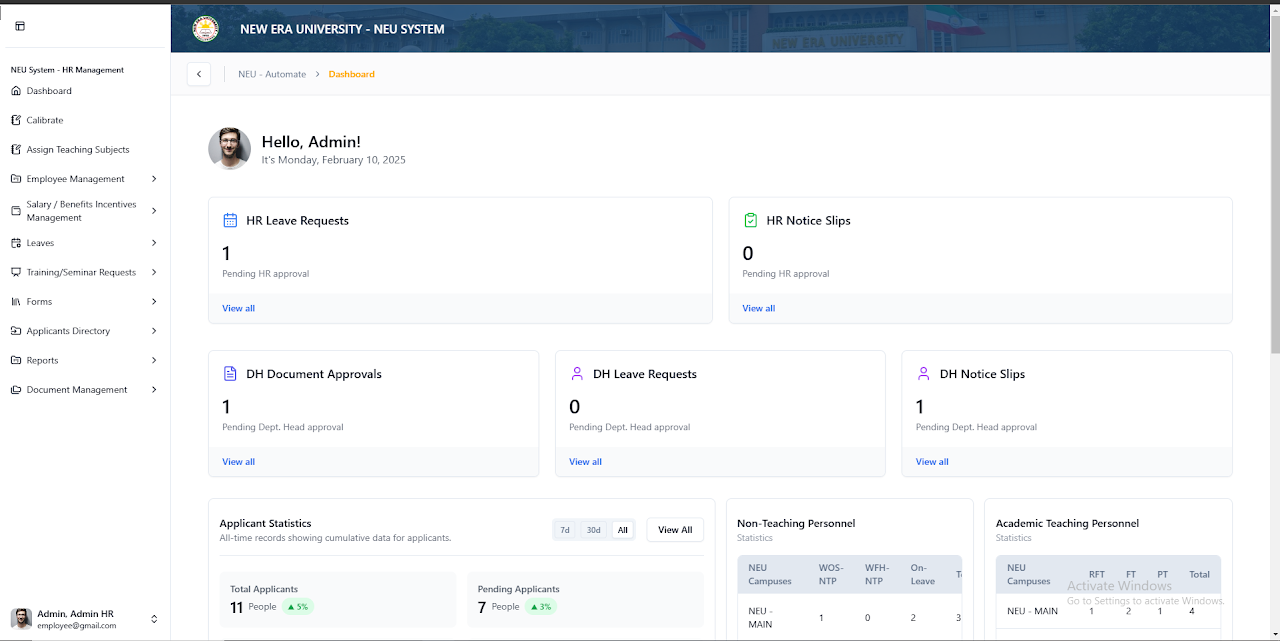 NEW ERA UNIVERSITY - NEU SYSTEM
NEW ERA UNIVERSITY
NEU System - HR Management
Dashboard
Calibrate
Assign Teaching Subjects
Employee Management
Salary / Benefits Incentives
Management
Leaves
Training/Seminar Requests
Forms
Applicants Directory
Reports
Document Management
Admin, Admin HR
employee@gmail.com
NEU - Automate > Dashboard
Hello, Admin!
It's Monday, February 10, 2025
HR Leave Requests
1
Pending HR approval
View all
HR Notice Slips
0
Pending HR approval
View all
DH Document Approvals
1
Pending Dept. Head approval
View all
DH Leave Requests
0
Pending Dept. Head approval
View all
DH Notice Slips
1
Pending Dept. Head approval
View all
Applicant Statistics
All-time records showing cumulative data for applicants.
7d 30d All View All
Total Applicants
11 People ▲ 5%
Pending Applicants
7 People ▲ 3%
Non-Teaching Personnel
Statistics
NEU Campuses WOS-NTP WFH-NTP On-Leave
NEU - MAIN 1 0 2 3
Academic Teaching Personnel
Statistics
NEU Campuses RFT FT PT Total
NEU - MAIN 1 2 1 4
Activate Windows
Go to Settings to activate Windows.